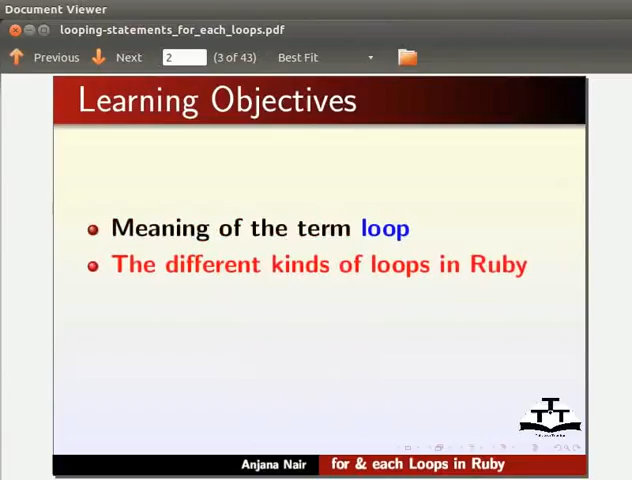 Document Viewer
looping-statements_for_each_loops.pdf
Previous Next 2 (3 of 43) Best Fit
Learning Objectives
Meaning of the term loop
The different kinds of loops in Ruby
Anjana Nair for & each Loops in Ruby